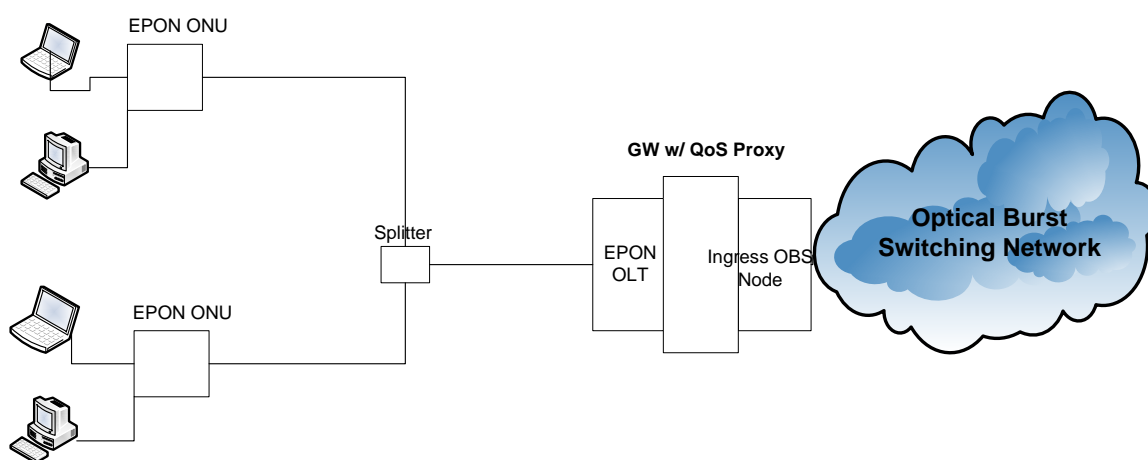 EPON ONU
GW w/ QoS Proxy
Optical Burst
Switching Network
Splitter
EPON
OLT
Ingress OBS
Node
EPON ONU